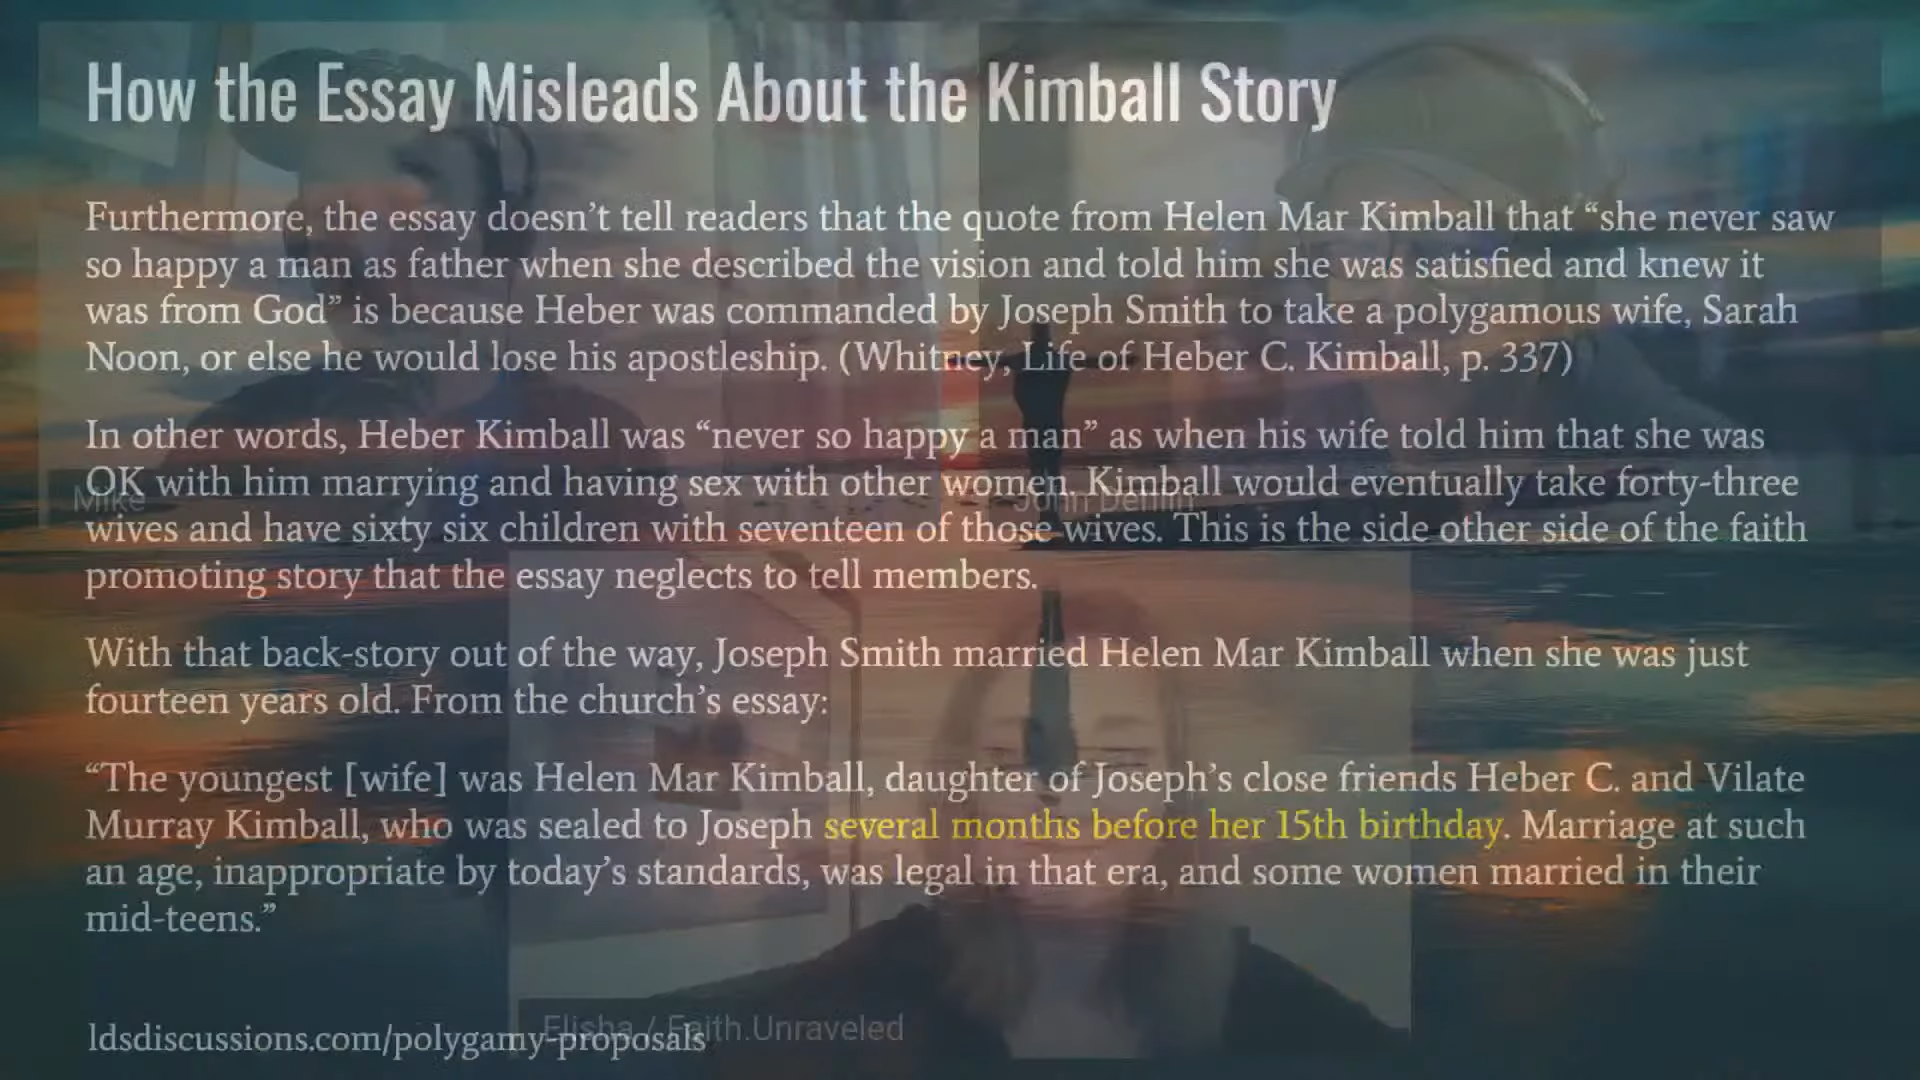 How the Essay Misleads About the Kimball Story
Furthermore, the essay doesn’t tell readers that the quote from Helen Mar Kimball that “she never saw
so happy a man as father when she described the vision and told him she was satisfied and knew it
was from God” is because Heber was commanded by Joseph Smith to take a polygamous wife, Sarah
Noon, or else he would lose his apostleship. (Whitney, Life of Heber C. Kimball, p. 337)
In other words, Heber Kimball was “never so happy a man” as when his wife told him that she was
OK with him marrying and having sex with other women. Kimball would eventually take forty-three
wives and have sixty six children with seventeen of those wives. This is the side other side of the faith
promoting story that the essay neglects to tell members.
With that back-story out of the way, Joseph Smith married Helen Mar Kimball when she was just
fourteen years old. From the church’s essay:
“The youngest [wife] was Helen Mar Kimball, daughter of Joseph’s close friends Heber C. and Vilate
Murray Kimball, who was sealed to Joseph several months before her 15th birthday. Marriage at such
an age, inappropriate by today’s standards, was legal in that era, and some women married in their
mid-teens.”
ldsdiscussions.com/polygamy-proposals
Mike
John Dehlin
Elisha / Faith.Unraveled